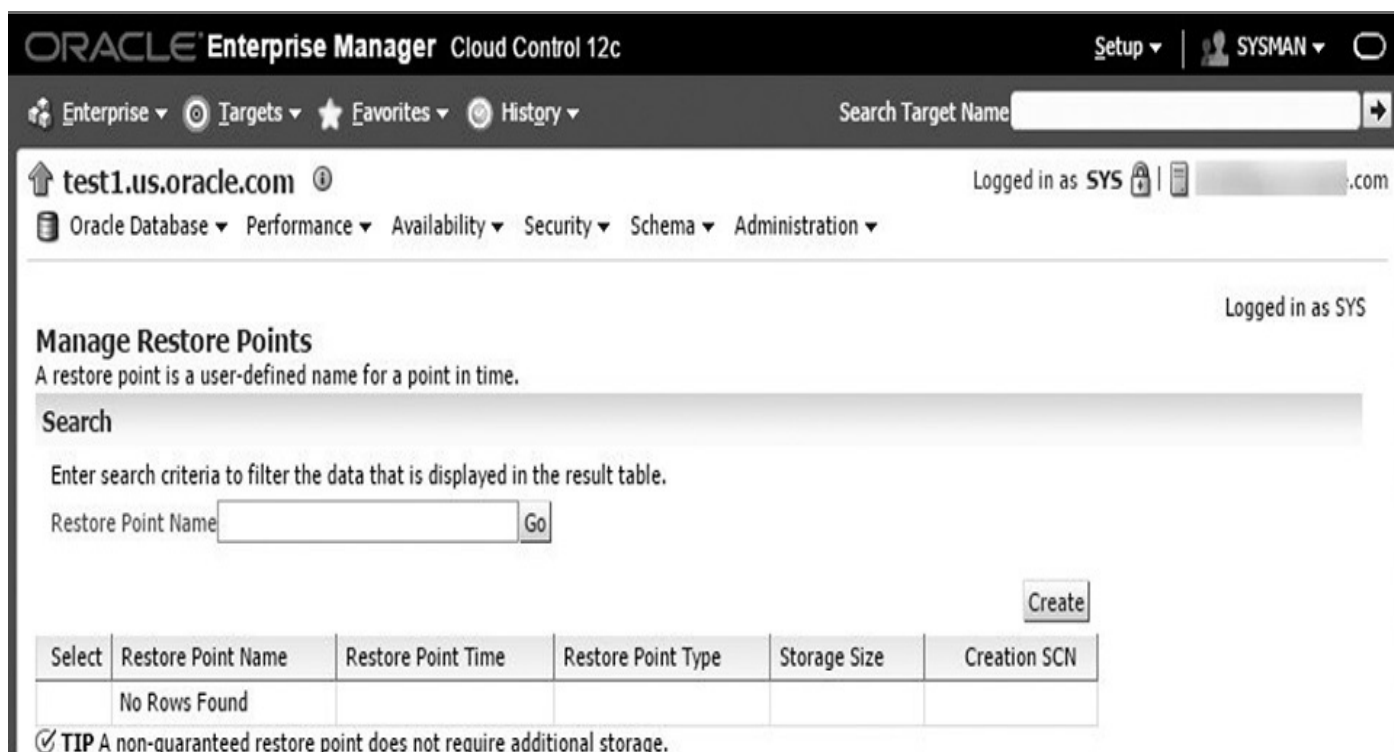 ORACLE Enterprise Manager Cloud Control 12c Setup SYSMAN
Enterprise Targets Favorites History Search Target Name
test1.us.oracle.com Logged in as SYS .com
Oracle Database Performance Availability Security Schema Administration
Logged in as SYS
Manage Restore Points
A restore point is a user-defined name for a point in time.
Search
Enter search criteria to filter the data that is displayed in the result table.
Restore Point Name Go
Create
Select Restore Point Name Restore Point Time Restore Point Type Storage Size Creation SCN
No Rows Found
TIP A non-guaranteed restore point does not require additional storage.